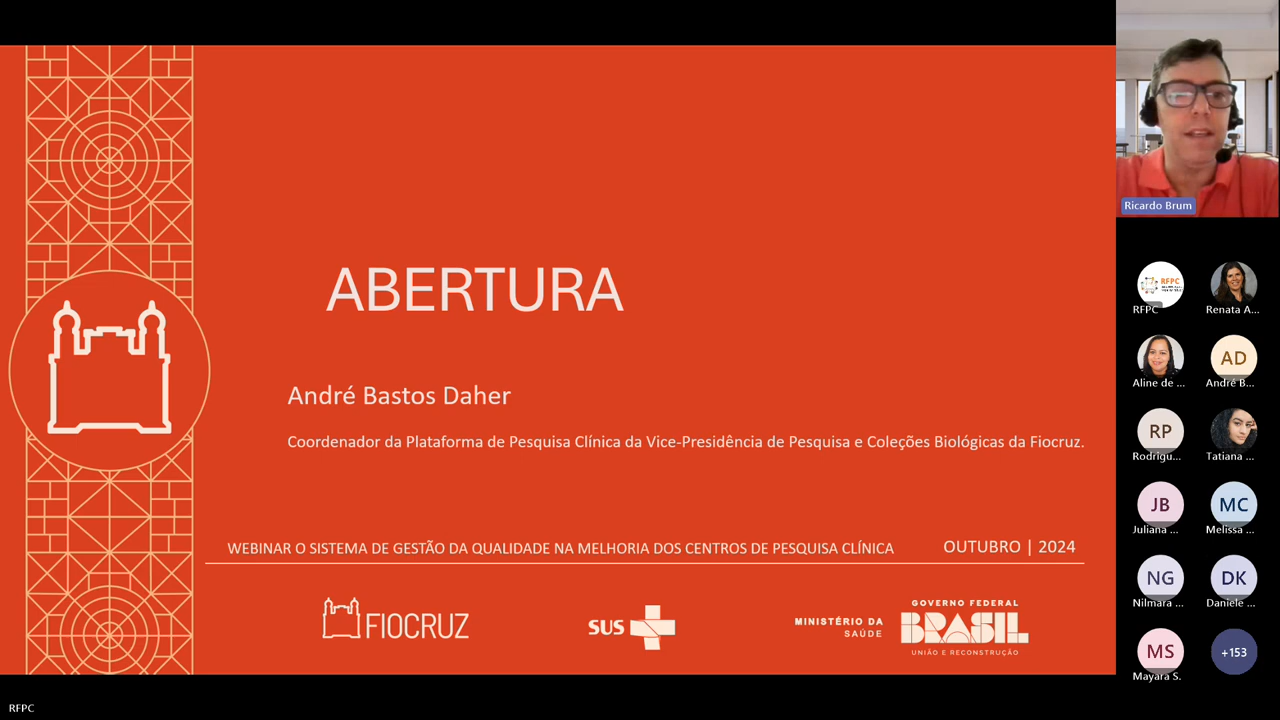 ABERTURA
André Bastos Daher
Coordenador da Plataforma de Pesquisa Clínica da Vice-Presidência de Pesquisa e Coleções Biológicas da Fiocruz.
WEBINAR O SISTEMA DE GESTÃO DA QUALIDADE NA MELHORIA DOS CENTROS DE PESQUISA CLÍNICA
OUTUBRO | 2024
FIOCRUZ
SUS
MINISTÉRIO DA
SAÚDE
GOVERNO FEDERAL
BRASIL
UNIÃO E RECONSTRUÇÃO
Ricardo Brum
RFPC
RFPC
Renata A...
Aline de ...
AD
André B...
RP
Rodrigu...
Tatiana ...
JB
Juliana ...
MC
Melissa ...
NG
Nilmara ...
DK
Daniele ...
MS
Mayara S.
+153
RFPC